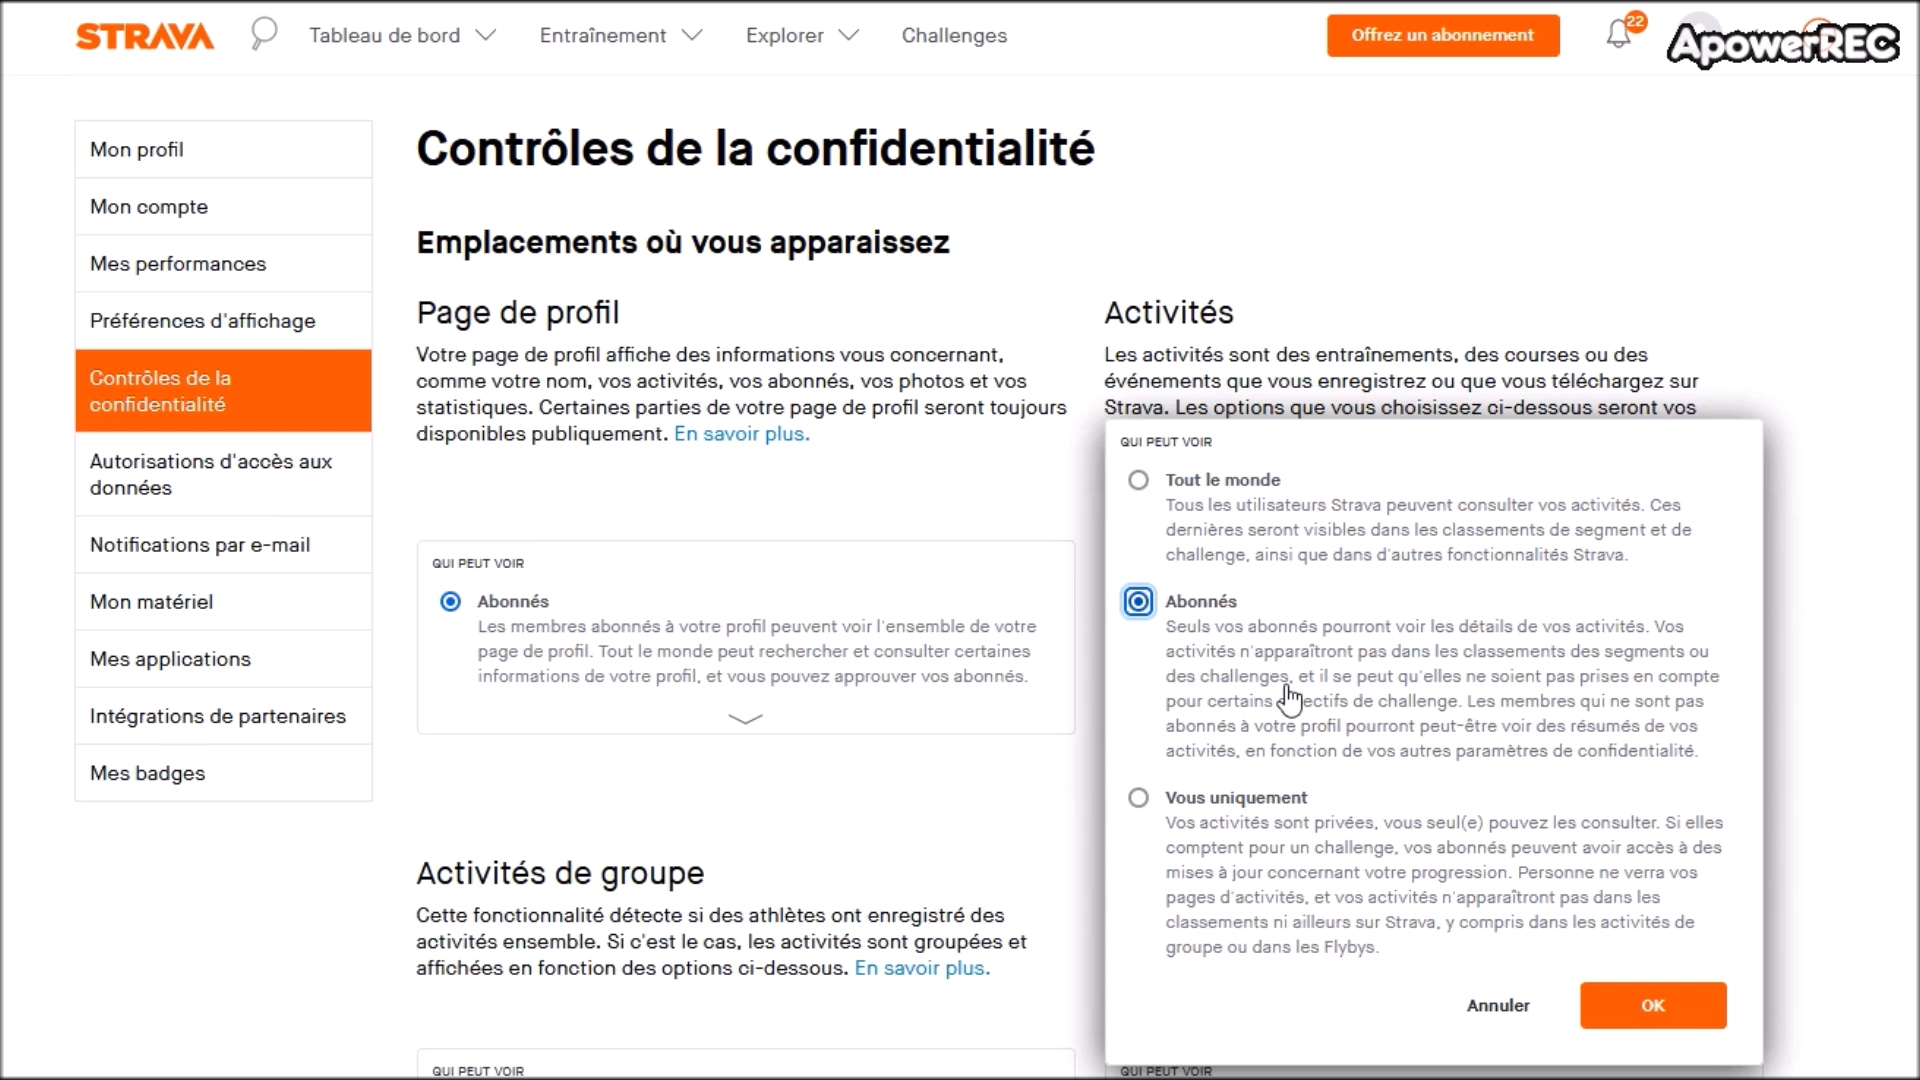 STRAVA
Tableau de bord
Entraînement
Explorer
Challenges
Offrez un abonnement
22
ApowerREC
Mon profil
Mon compte
Mes performances
Préférences d'affichage
Contrôles de la
confidentialité
Autorisations d'accès aux
données
Notifications par e-mail
Mon matériel
Mes applications
Intégrations de partenaires
Mes badges
Contrôles de la confidentialité
Emplacements où vous apparaissez
Page de profil
Votre page de profil affiche des informations vous concernant,
comme votre nom, vos activités, vos abonnés, vos photos et vos
statistiques. Certaines parties de votre page de profil seront toujours
disponibles publiquement. En savoir plus.
QUI PEUT VOIR
Abonnés
Les membres abonnés à votre profil peuvent voir l'ensemble de votre
page de profil. Tout le monde peut rechercher et consulter certaines
informations de votre profil, et vous pouvez approuver vos abonnés.
Activités de groupe
Cette fonctionnalité détecte si des athlètes ont enregistré des
activités ensemble. Si c'est le cas, les activités sont groupées et
affichées en fonction des options ci-dessous. En savoir plus.
QUI PEUT VOIR
Activités
Les activités sont des entraînements, des courses ou des
événements que vous enregistrez ou que vous téléchargez sur
Strava. Les options que vous choisissez ci-dessous seront vos
QUI PEUT VOIR
Tout le monde
Tous les utilisateurs Strava peuvent consulter vos activités. Ces
dernières seront visibles dans les classements de segment et de
challenge, ainsi que dans d'autres fonctionnalités Strava.
Abonnés
Seuls vos abonnés pourront voir les détails de vos activités. Vos
activités n'apparaîtront pas dans les classements des segments ou
des challenges, et il se peut qu'elles ne soient pas prises en compte
pour certains ectifs de challenge. Les membres qui ne sont pas
abonnés à votre profil pourront peut-être voir des résumés de vos
activités, en fonction de vos autres paramètres de confidentialité.
Vous uniquement
Vos activités sont privées, vous seul(e) pouvez les consulter. Si elles
comptent pour un challenge, vos abonnés peuvent avoir accès à des
mises à jour concernant votre progression. Personne ne verra vos
pages d'activités, et vos activités n'apparaîtront pas dans les
classements ni ailleurs sur Strava, y compris dans les activités de
groupe ou dans les Flybys.
Annuler
OK
QUI PEUT VOIR